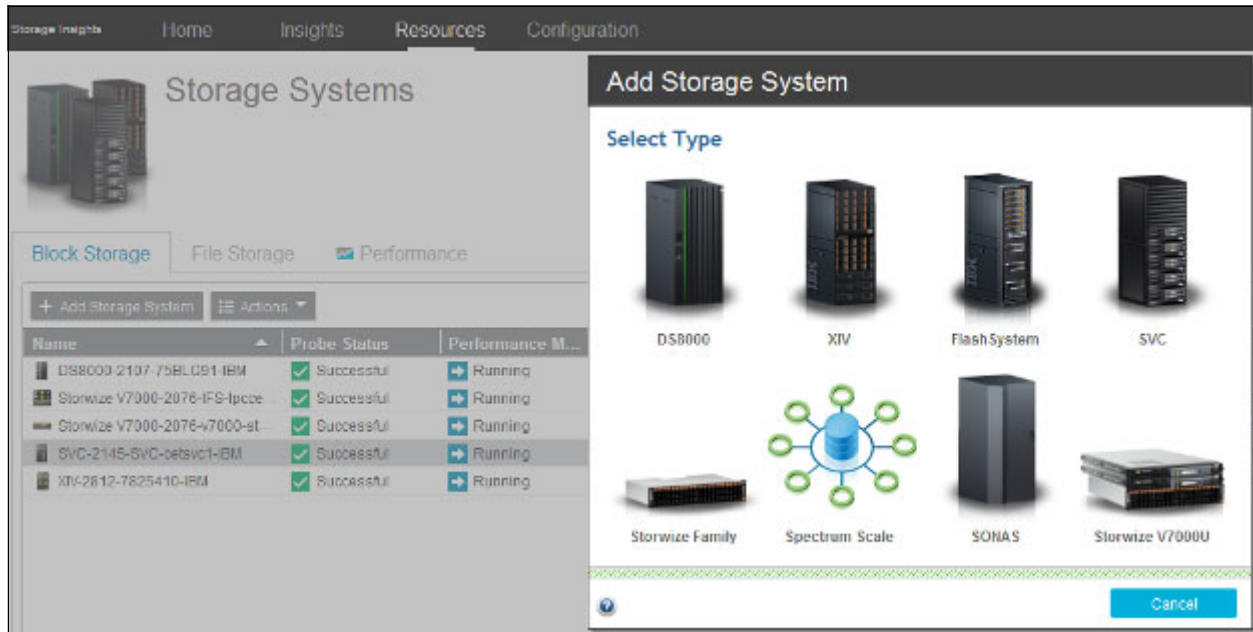 Storage Insights Home Insights Resources Configuration
Storage Systems
Block Storage File Storage Performance
+ Add Storage System Actions
Name Probe Status Performance M...
DS8000-2107-75BLC91-IBM Successful Running
Storwize V7000-2076-IFS-tpcce... Successful Running
Storwize V7000-2076-v7000-st... Successful Running
SVC-2145-SVC-cetsvc1-IBM Successful Running
XIV-2812-7825410-IBM Successful Running
Add Storage System
Select Type
IBM IBM
DS8000 XIV FlashSystem SVC
Storwize Family Spectrum Scale SONAS Storwize V7000U
?
Cancel